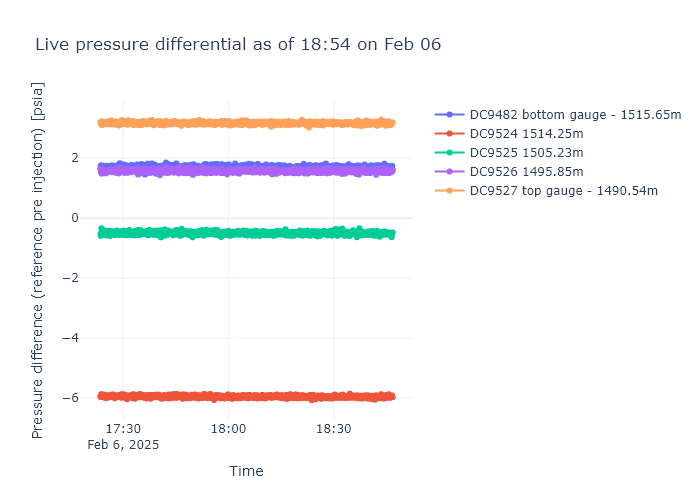 Live pressure differential as of 18:54 on Feb 06
Pressure difference (reference pre injection) [psia]
2
0
−2
−4
−6
17:30
Feb 6, 2025
18:00
18:30
Time
DC9482 bottom gauge - 1515.65m
DC9524 1514.25m
DC9525 1505.23m
DC9526 1495.85m
DC9527 top gauge - 1490.54m